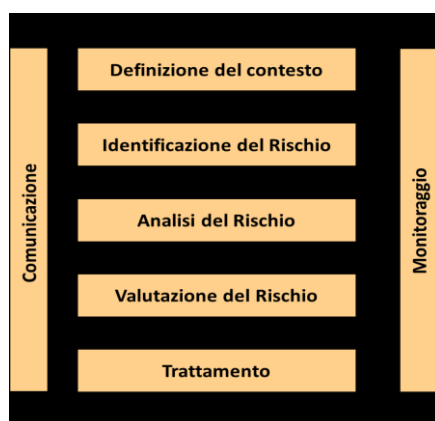 Comunicazione
Definizione del contesto
Identificazione del Rischio
Analisi del Rischio
Valutazione del Rischio
Trattamento
Monitoraggio